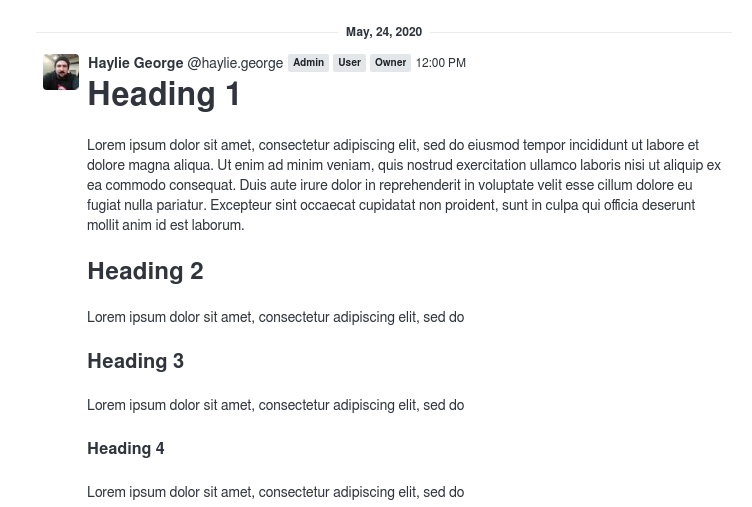 May, 24, 2020
Haylie George @haylie.george Admin User Owner 12:00 PM
Heading 1
Lorem ipsum dolor sit amet, consectetur adipiscing elit, sed do eiusmod tempor incididunt ut labore et
dolore magna aliqua. Ut enim ad minim veniam, quis nostrud exercitation ullamco laboris nisi ut aliquip ex
ea commodo consequat. Duis aute irure dolor in reprehenderit in voluptate velit esse cillum dolore eu
fugiat nulla pariatur. Excepteur sint occaecat cupidatat non proident, sunt in culpa qui officia deserunt
mollit anim id est laborum.
Heading 2
Lorem ipsum dolor sit amet, consectetur adipiscing elit, sed do
Heading 3
Lorem ipsum dolor sit amet, consectetur adipiscing elit, sed do
Heading 4
Lorem ipsum dolor sit amet, consectetur adipiscing elit, sed do